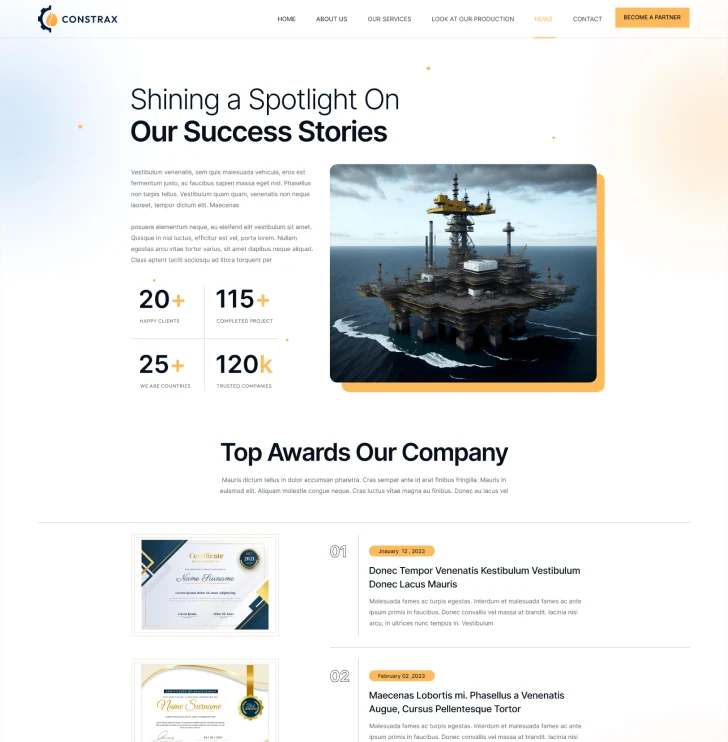 CONSTRAX
HOME
ABOUT US
OUR SERVICES
LOOK AT OUR PRODUCTION
NEWS
CONTACT
BECOME A PARTNER
Shining a Spotlight On
Our Success Stories
Vestibulum venenatis, sem quis malesuada vehicula, eros est
fermentum justo, ac faucibus sapien massa eget nisl. Phasellus
non turpis tellus. Vestibulum quam quam, venenatis non neque
laoreet, tempor dictum elit. Maecenas
posuere elementum neque, eu eleifend elit vestibulum sit amet.
Quisque in nisl luctus, efficitur est vel, porta lorem. Nullam
egestas arcu vitae tortor varius, sit amet dapibus neque aliquet.
Class aptent taciti sociosqu ad litora torquent per
20+
HAPPY CLIENTS
115+
COMPLETED PROJECT
25+
WE ARE COUNTRIES
120k
TRUSTED COMPANIES
Top Awards Our Company
Mauris dictum tellus in dolor accumsan pharetra. Cras semper ante id erat finibus fringilla. Mauris in
euismod elit. Aliquam molestie congue neque. Cras luctus vitae magna eu finibus. Donec eu lacus vel
Certificate
2023
Name Surname
01
Jnauary 12 , 2023
Donec Tempor Venenatis Kestibulum Vestibulum
Donec Lacus Mauris
Malesuada fames ac turpis egestas. Interdum et malesuada fames ac ante
ipsum primis in faucibus. Donec convallis vel massa at blandit. lacinia nisi
arcu, in ultrices nunc tempus in. Vestibulum
Name Surname
02
February 02 ,2023
Maecenas Lobortis mi. Phasellus a Venenatis
Augue, Cursus Pellentesque Tortor
Malesuada fames ac turpis egestas. Interdum et malesuada fames ac ante
ipsum primis in faucibus. Donec convallis vel massa at blandit. lacinia nisi